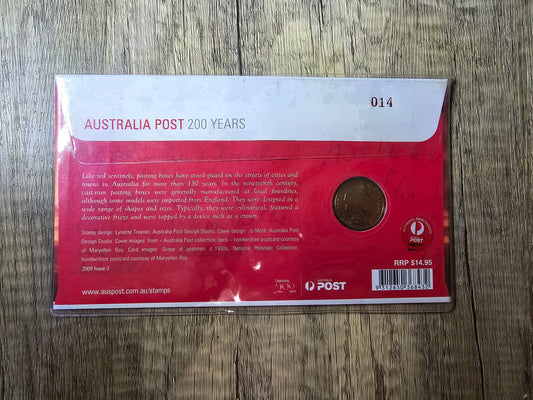 014
AUSTRALIA POST 200 YEARS
Like red sentinels, posting boxes have stood guard on the streets of cities and
towns in Australia for more than 150 years. In the nineteenth century,
cast-iron posting boxes were generally manufactured at local foundries,
although some models were imported from England. They were designed in a
wide range of shapes and sizes. Typically, they were cylindrical, featured a
decorative frieze and were topped by a device such as a crown.
Stamp design: Lynette Traynor, Australia Post Design Studio. Cover design: Jo Muré, Australia Post
Design Studio. Cover images: front – Australia Post collection; back – handwritten postcard courtesy
of Maryellen Roy. Card images: Group of postmen, c.1930s, National Philatelic Collection;
handwritten postcard courtesy of Maryellen Roy.
2009 Issue 3
POST
RRP $14.95
www.auspost.com.au/stamps
Celebrating
200
POST